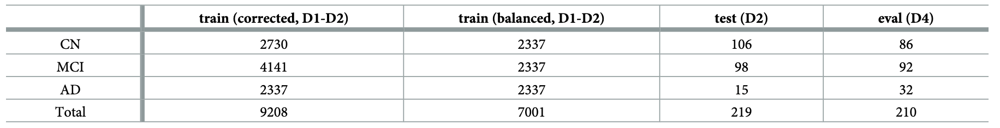 train (corrected, D1-D2) train (balanced, D1-D2) test (D2) eval (D4)
CN 2730 2337 106 86
MCI 4141 2337 98 92
AD 2337 2337 15 32
Total 9208 7001 219 210